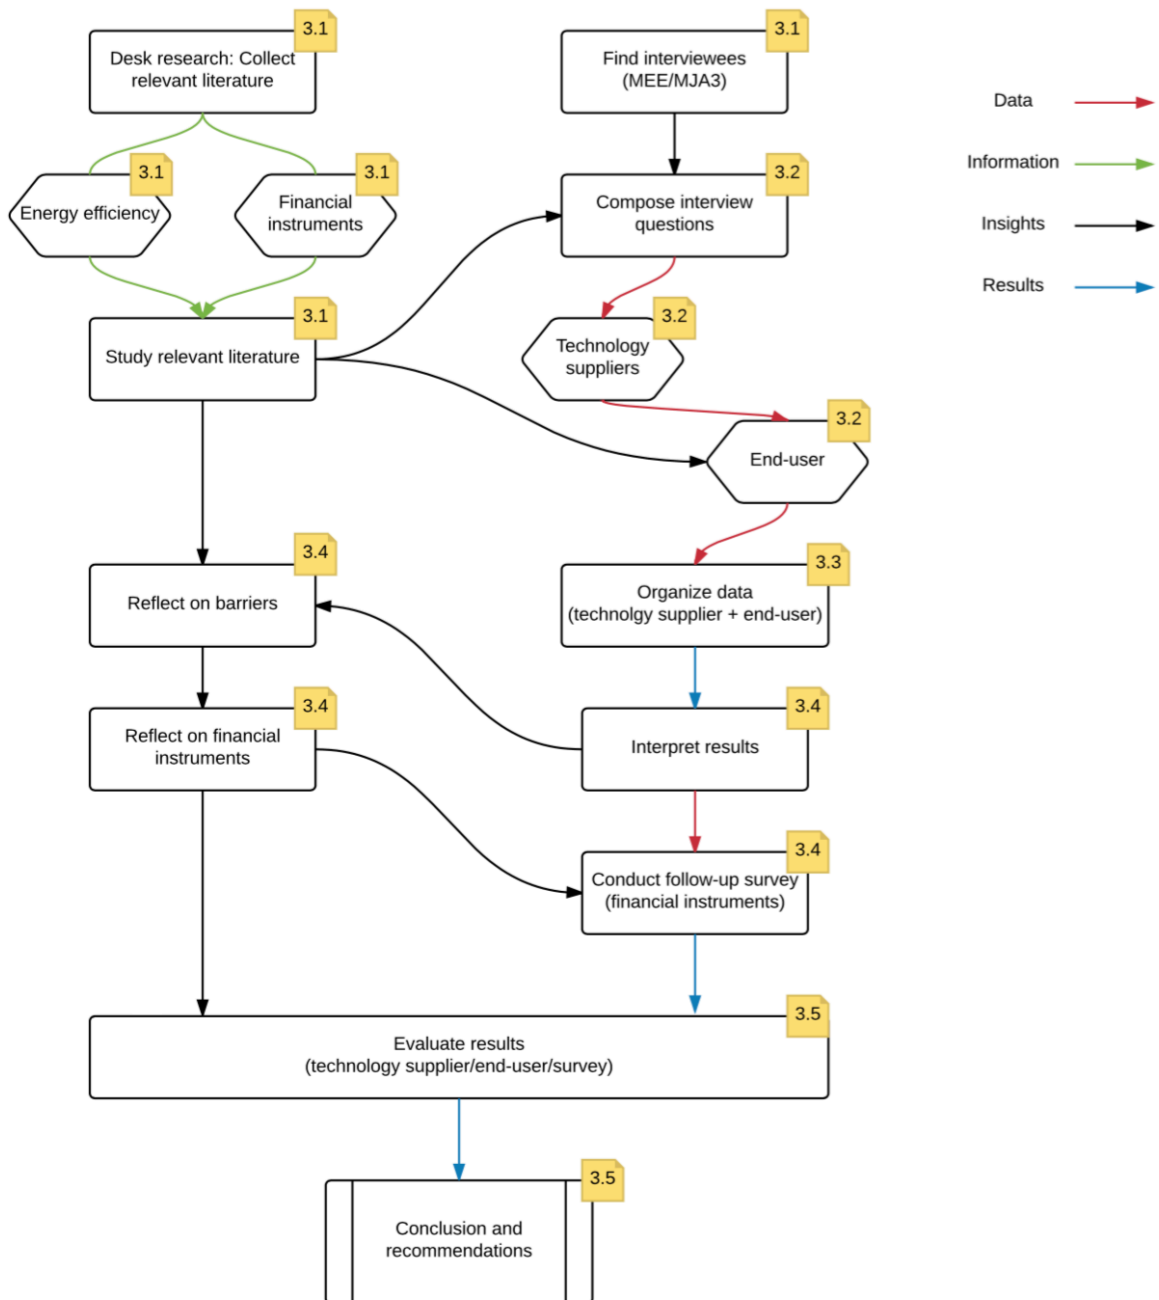 3.1
Desk research: Collect
relevant literature
3.1
Find interviewees
(MEE/MJA3)
Data
Information
Insights
Results
3.1
Energy efficiency
3.1
Financial
instruments
3.2
Compose interview
questions
3.1
Study relevant literature
3.2
Technology
suppliers
3.2
End-user
3.4
Reflect on barriers
3.3
Organize data
(technolgy supplier + end-user)
3.4
Reflect on financial
instruments
3.4
Interpret results
3.4
Conduct follow-up survey
(financial instruments)
3.5
Evaluate results
(technology supplier/end-user/survey)
3.5
Conclusion and
recommendations